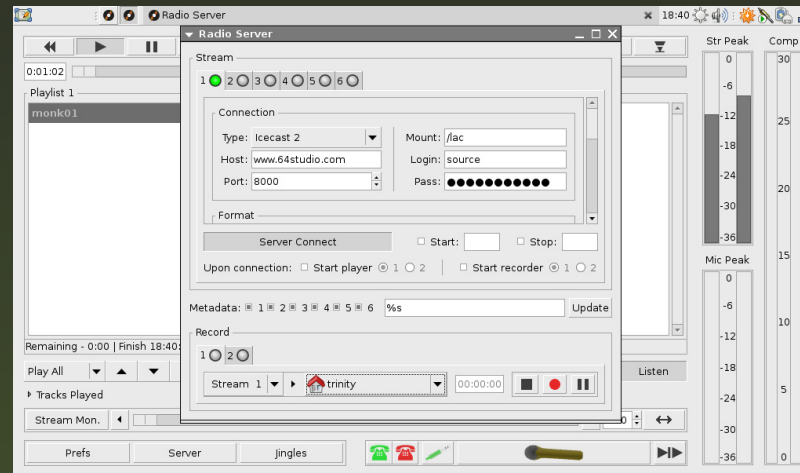 Radio Server 18:40
Radio Server
Str Peak Comp
0:01:02
Playlist 1
monk01
Stream
1 2 3 4 5 6
Connection
Type: Icecast 2 Mount: /lac
Host: www.64studio.com Login: source
Port: 8000 Pass: ●●●●●●●●●●●
Format
Server Connect Start: Stop:
Upon connection: Start player 1 2 Start recorder 1 2
Metadata: 1 2 3 4 5 6 %s Update
Record
1 2
Stream 1 trinity 00:00:00
Remaining - 0:00 | Finish 18:40:
Play All Listen
Tracks Played
Stream Mon.
Prefs Server Jingles
0
-6
-12
-18
-24
-30
-36
Mic Peak
0
-6
-12
-18
-24
-30
-36
30
25
20
15
10
5
0